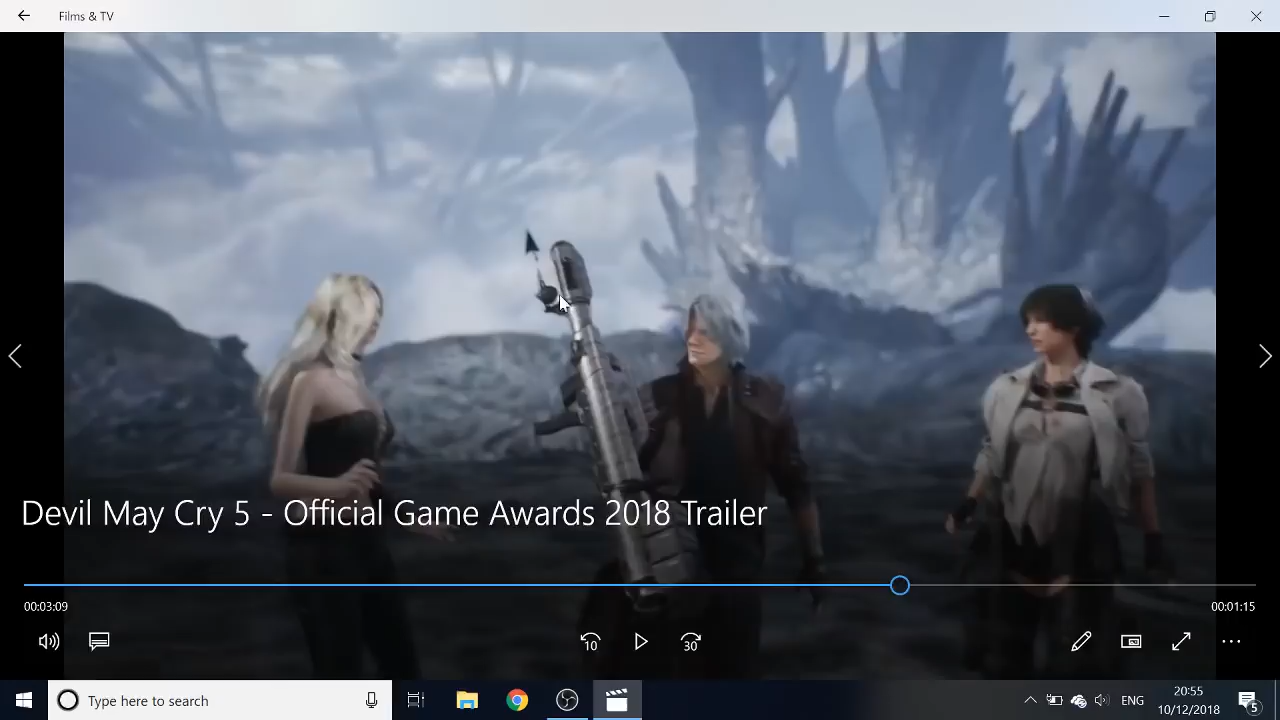 Films & TV
Devil May Cry 5 - Official Game Awards 2018 Trailer
00:03:09
00:01:15
10
30
Type here to search
ENG
20:55
10/12/2018
5